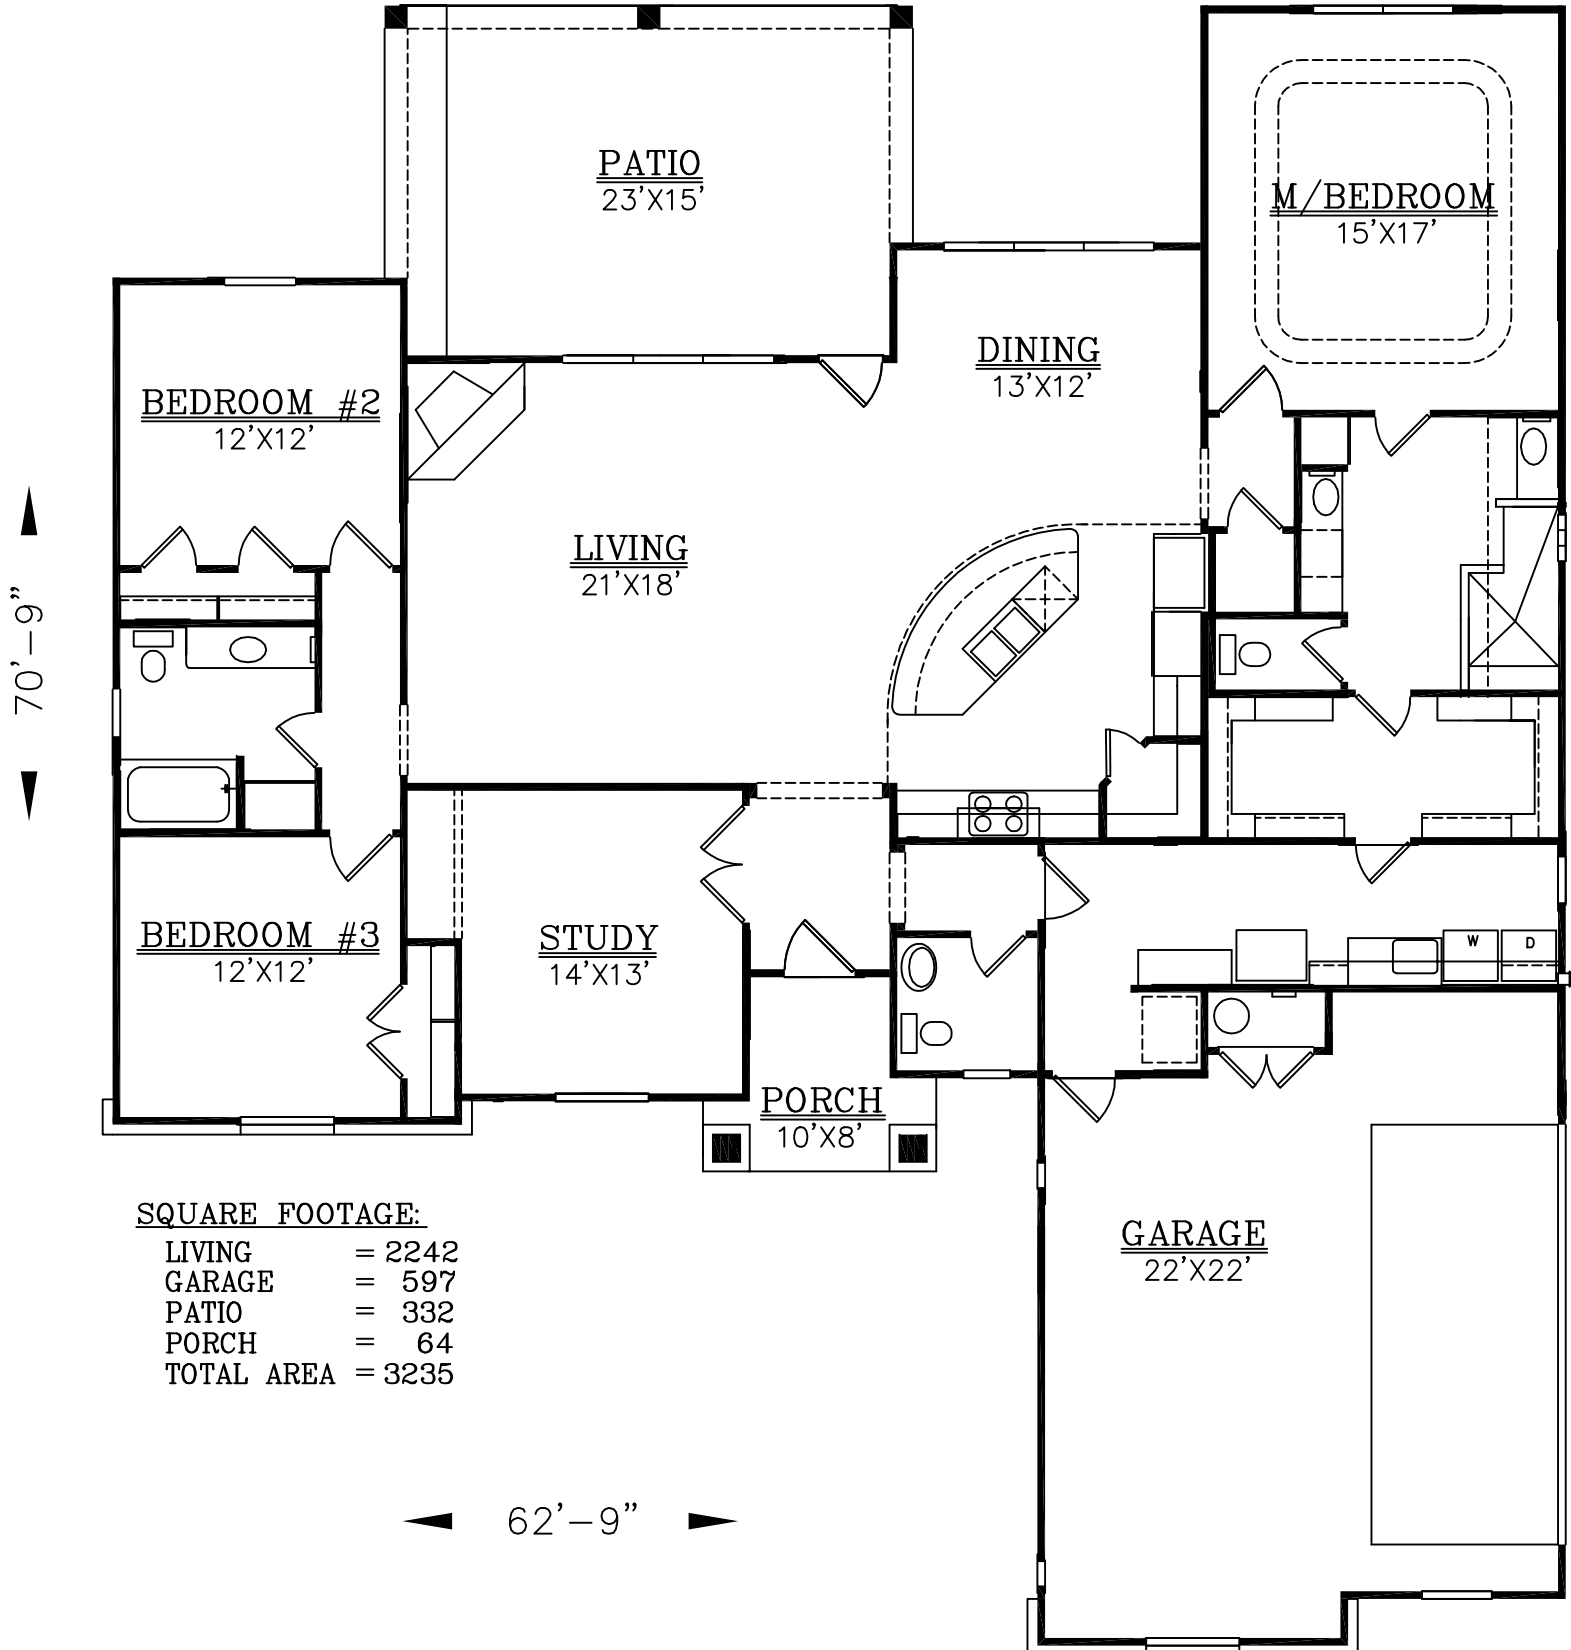 PATIO
23'X15'
M/BEDROOM
15'X17'
DINING
13'X12'
BEDROOM #2
12'X12'
LIVING
21'X18'
70'-9"
BEDROOM #3
12'X12'
STUDY
14'X13'
W D
PORCH
10'X8'
GARAGE
22'X22'
SQUARE FOOTAGE:
LIVING = 2242
GARAGE = 597
PATIO = 332
PORCH = 64
TOTAL AREA = 3235
62'-9"